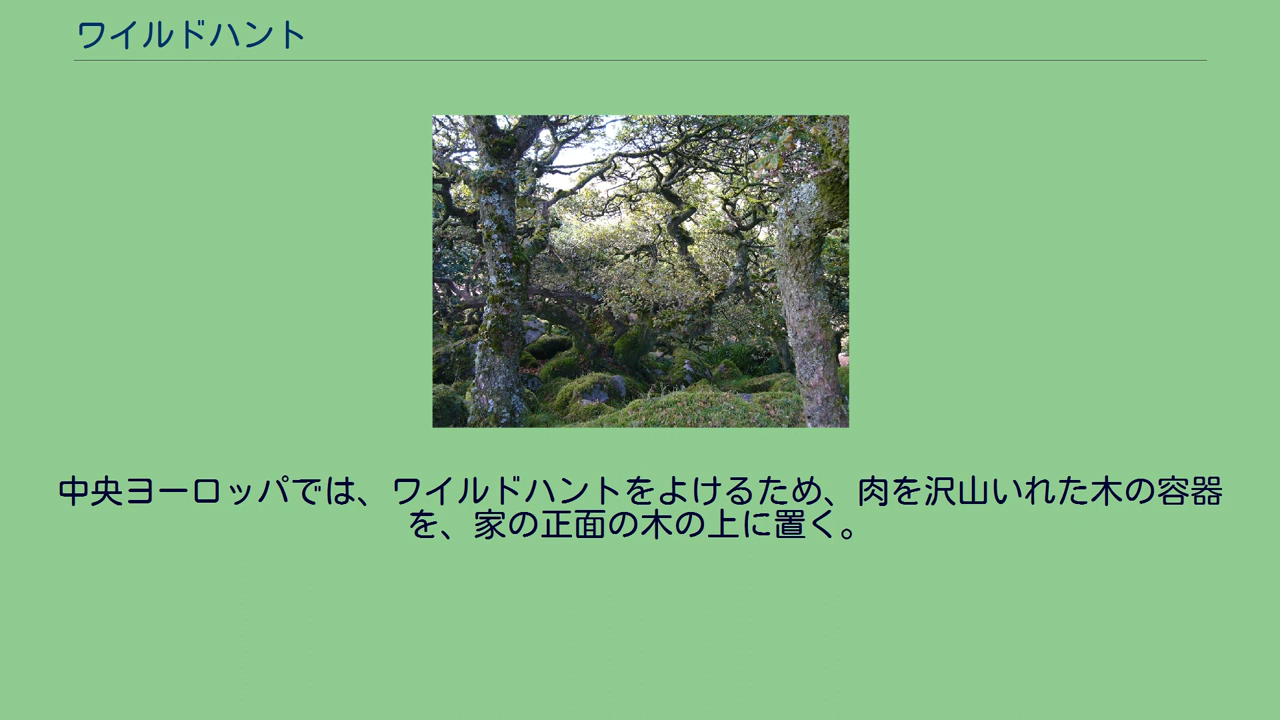 ワイルドハント
中央ヨーロッパでは、ワイルドハントをよけるため、肉を沢山いれた木の容器
を、家の正面の木の上に置く。